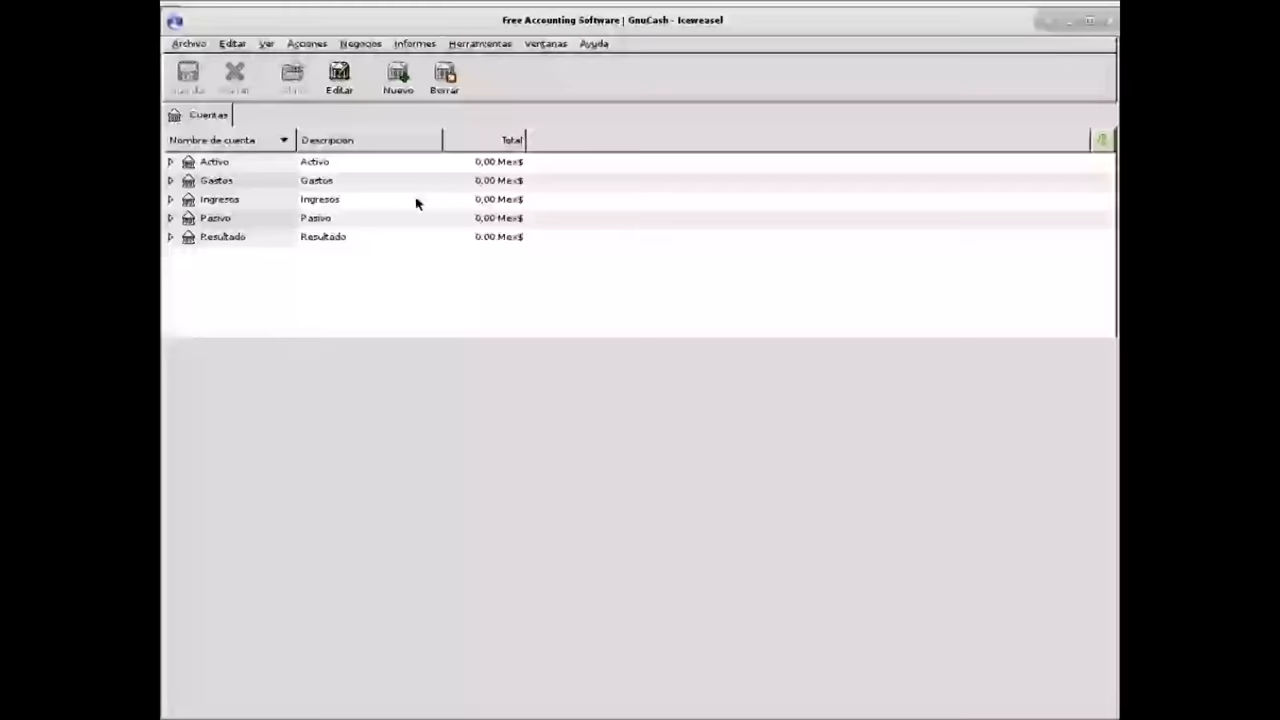 Free Accounting Software | GnuCash - Iceweasel
Archivo Editar Ver Acciones Negocios Informes Herramientas Ventanas Ayuda
Editar Nuevo Borrar
Cuentas
Nombre de cuenta Descripción Total
Activo Activo 0,00 Mex$
Gastos Gastos 0,00 Mex$
Ingresos Ingresos 0,00 Mex$
Pasivo Pasivo 0,00 Mex$
Resultado Resultado 0,00 Mex$